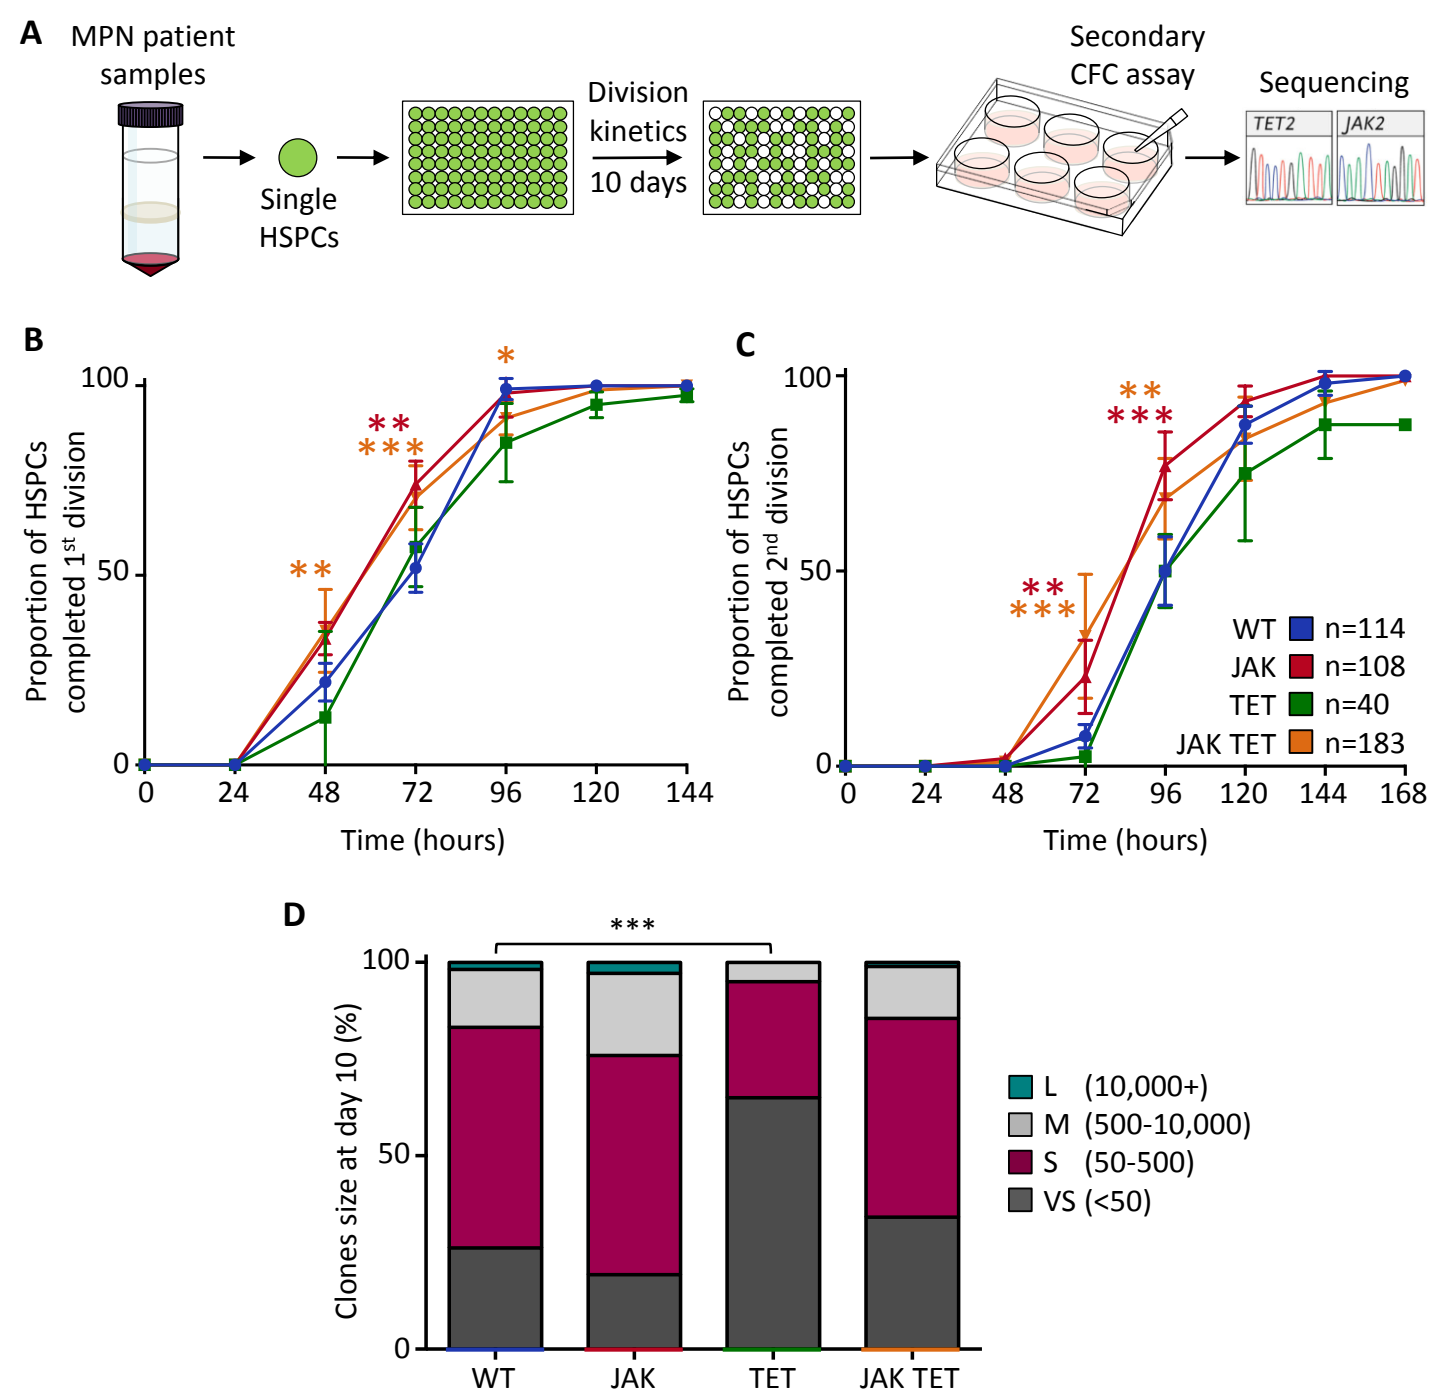 A
MPN patient
samples
Single
HSPCs
Division
kinetics
10 days
Secondary
CFC assay
Sequencing
TET2
JAK2
B
Proportion of HSPCs
completed 1st division
100
50
0
**
**
***
*
0 24 48 72 96 120 144
Time (hours)
C
Proportion of HSPCs
completed 2nd division
100
50
0
**
***
**
***
WT n=114
JAK n=108
TET n=40
JAK TET n=183
0 24 48 72 96 120 144 168
Time (hours)
D
***
Clones size at day 10 (%)
100
50
0
WT JAK TET JAK TET
L (10,000+)
M (500-10,000)
S (50-500)
VS (<50)